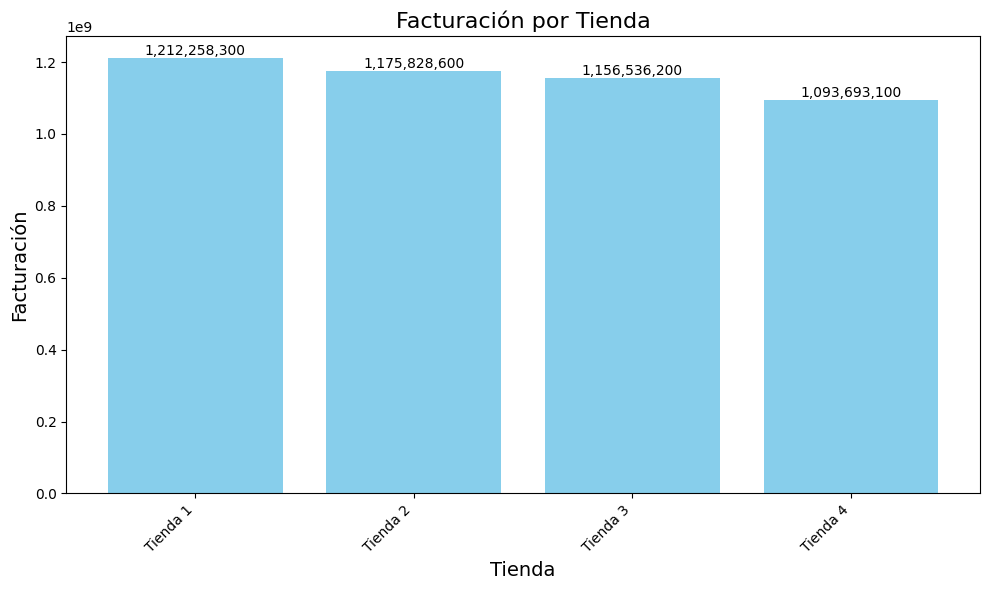 Facturación por Tienda
1e9
1,212,258,300
1,175,828,600
1,156,536,200
1,093,693,100
1.2
1.0
0.8
0.6
0.4
0.2
0.0
Facturación
Tienda 1
Tienda 2
Tienda 3
Tienda 4
Tienda